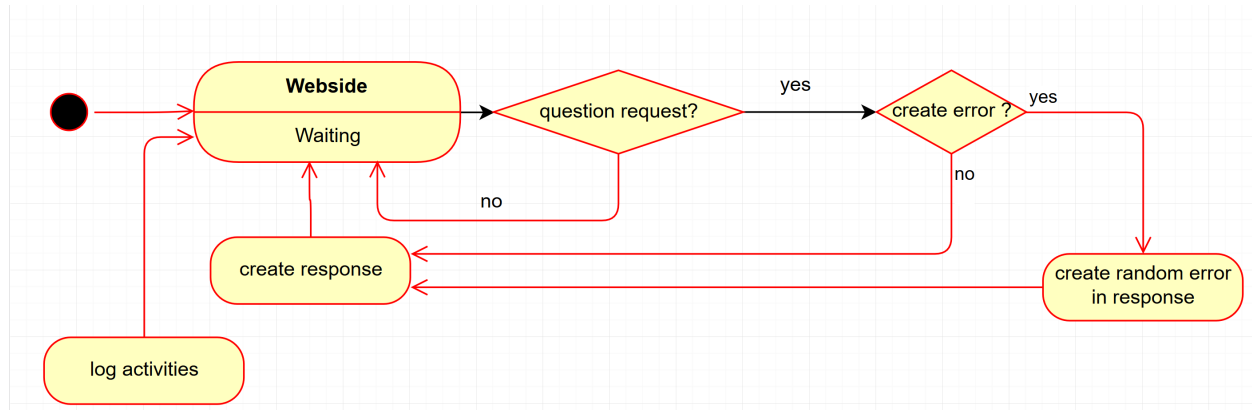 Webside
Waiting
question request?
yes
create error ?
yes
no
no
create response
create random error
in response
log activities